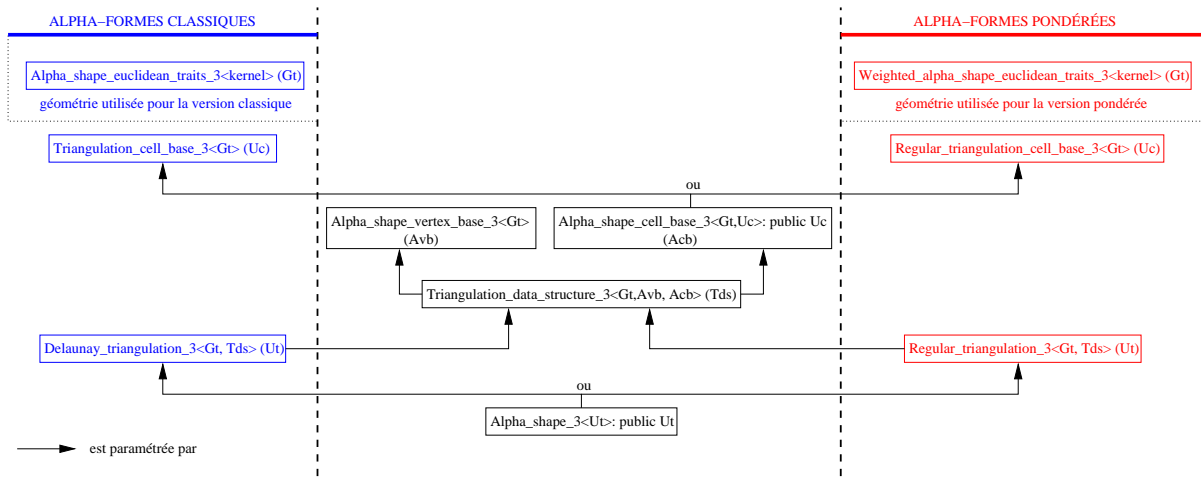 ALPHA−FORMES CLASSIQUES
ALPHA−FORMES PONDÉRÉES
Alpha_shape_euclidean_traits_3<kernel> (Gt)
Weighted_alpha_shape_euclidean_traits_3<kernel> (Gt)
géométrie utilisée pour la version classique
géométrie utilisée pour la version pondérée
Triangulation_cell_base_3<Gt> (Uc)
Regular_triangulation_cell_base_3<Gt> (Uc)
ou
Alpha_shape_vertex_base_3<Gt>
(Avb)
Alpha_shape_cell_base_3<Gt,Uc>: public Uc
(Acb)
Triangulation_data_structure_3<Gt,Avb, Acb> (Tds)
Delaunay_triangulation_3<Gt, Tds> (Ut)
Regular_triangulation_3<Gt, Tds> (Ut)
ou
Alpha_shape_3<Ut>: public Ut
est paramétrée par